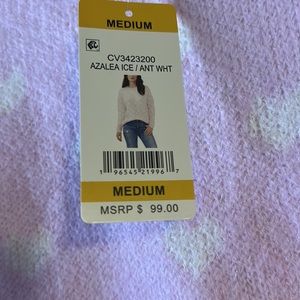 MEDIUM
CV3423200
AZALEA ICE / ANT WHT
1 96545 21996 7
MEDIUM
MSRP $ 99.00